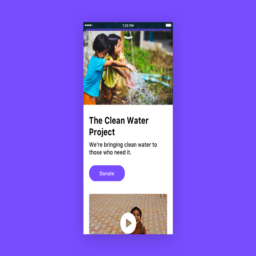 1:20 PM
The Clean Water
Project
We're bringing clean water to
those who need it.
Donate